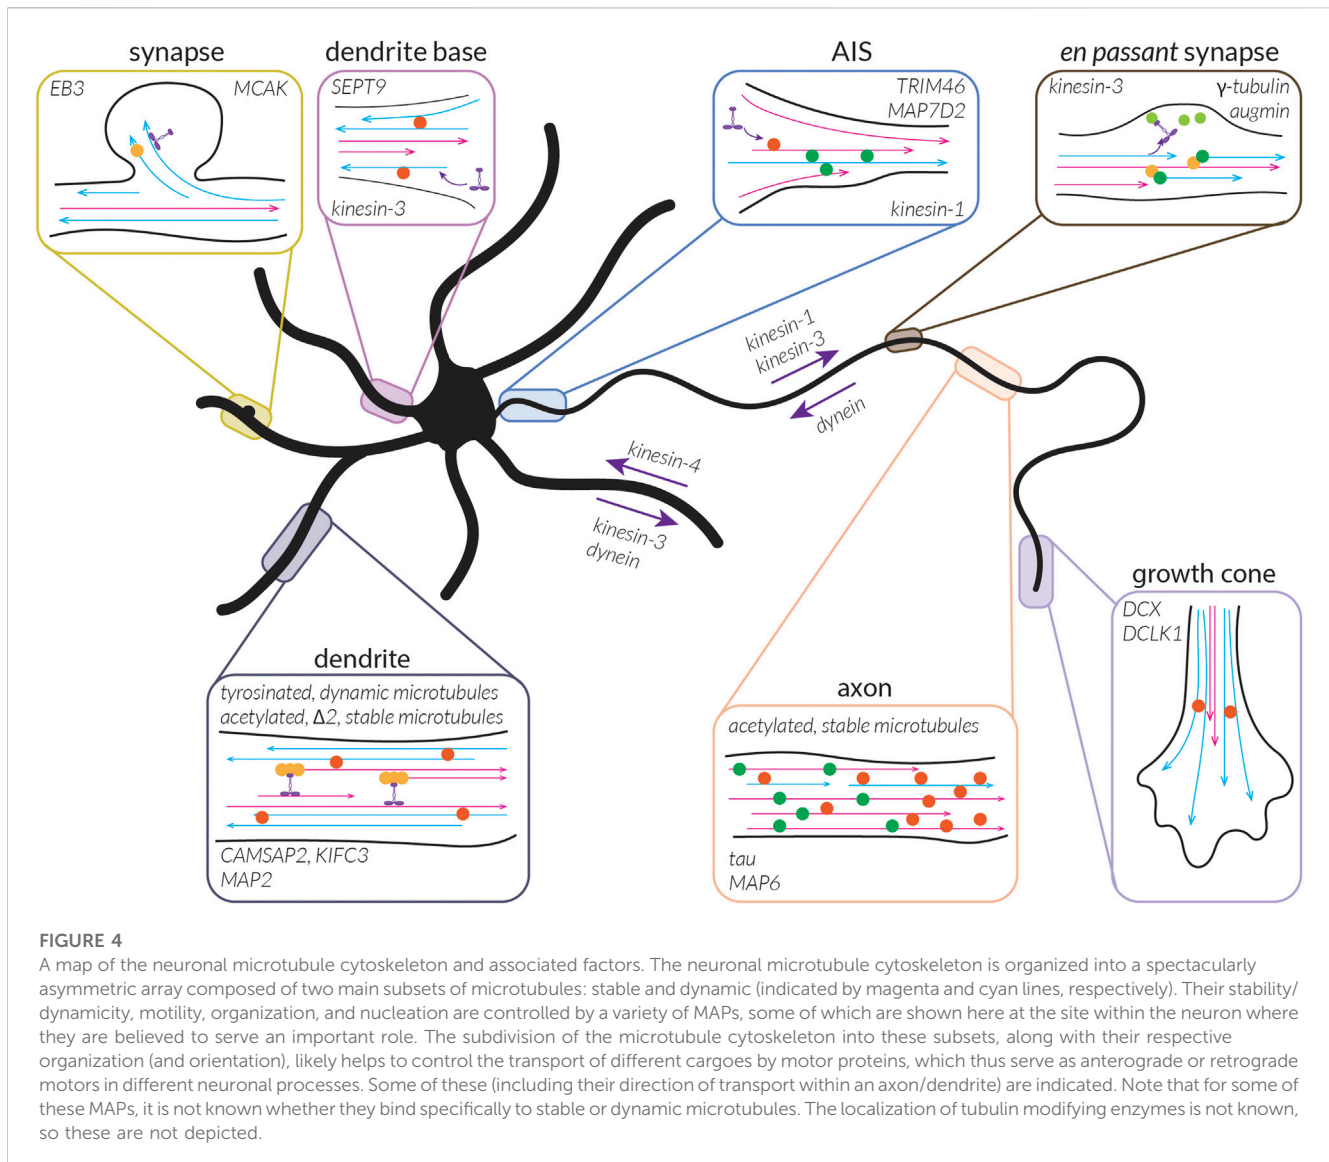 synapse
EB3
MCAK
dendrite base
SEPT9
kinesin-3
AIS
TRIM46
MAP7D2
kinesin-1
en passant synapse
kinesin-3
γ-tubulin
augmin
kinesin-1
kinesin-3
dynein
kinesin-4
kinesin-3
dynein
dendrite
tyrosinated, dynamic microtubules
acetylated, Δ2, stable microtubules
CAMSAP2, KIFC3
MAP2
axon
acetylated, stable microtubules
tau
MAP6
growth cone
DCX
DCLK1
FIGURE 4
A map of the neuronal microtubule cytoskeleton and associated factors. The neuronal microtubule cytoskeleton is organized into a spectacularly
asymmetric array composed of two main subsets of microtubules: stable and dynamic (indicated by magenta and cyan lines, respectively). Their stability/
dynamicity, motility, organization, and nucleation are controlled by a variety of MAPs, some of which are shown here at the site within the neuron where
they are believed to serve an important role. The subdivision of the microtubule cytoskeleton into these subsets, along with their respective
organization (and orientation), likely helps to control the transport of different cargoes by motor proteins, which thus serve as anterograde or retrograde
motors in different neuronal processes. Some of these (including their direction of transport within an axon/dendrite) are indicated. Note that for some of
these MAPs, it is not known whether they bind specifically to stable or dynamic microtubules. The localization of tubulin modifying enzymes is not known,
so these are not depicted.